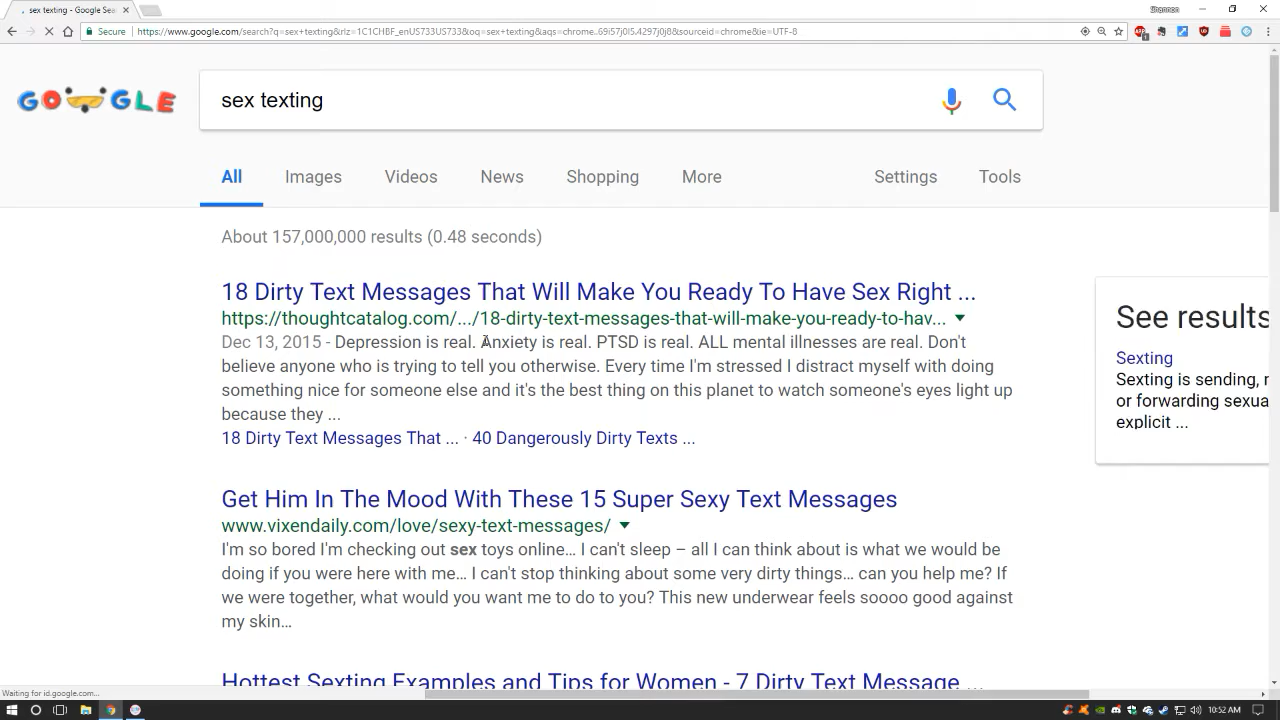 sex texting - Google Sea
Shannon
Secure
https://www.google.com/search?q=sex+texting&rlz=1C1CHBF_enUS733US733&oq=sex+texting&aqs=chrome..69i57j0l5.4297j0j8&sourceid=chrome&ie=UTF-8
GOOGLE
sex texting
All Images Videos News Shopping More Settings Tools
About 157,000,000 results (0.48 seconds)
18 Dirty Text Messages That Will Make You Ready To Have Sex Right ...
https://thoughtcatalog.com/.../18-dirty-text-messages-that-will-make-you-ready-to-hav...
Dec 13, 2015 - Depression is real. Anxiety is real. PTSD is real. ALL mental illnesses are real. Don't
believe anyone who is trying to tell you otherwise. Every time I'm stressed I distract myself with doing
something nice for someone else and it's the best thing on this planet to watch someone's eyes light up
because they ...
18 Dirty Text Messages That ... · 40 Dangerously Dirty Texts ...
See results
Sexting
Sexting is sending, r
or forwarding sexua
explicit ...
Get Him In The Mood With These 15 Super Sexy Text Messages
www.vixendaily.com/love/sexy-text-messages/
I'm so bored I'm checking out sex toys online… I can't sleep – all I can think about is what we would be
doing if you were here with me… I can't stop thinking about some very dirty things… can you help me? If
we were together, what would you want me to do to you? This new underwear feels soooo good against
my skin…
Hottest Sexting Examples and Tips for Women - 7 Dirty Text Message ...
Waiting for id.google.com...
10:52 AM